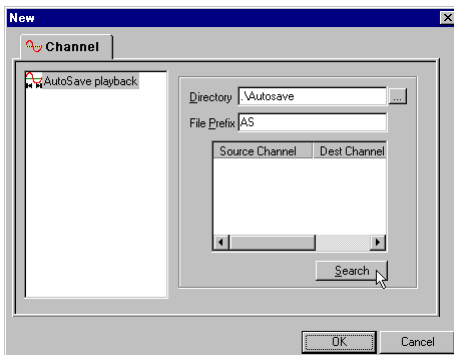 New
Channel
AutoSave playback
Directory .\Autosave ...
File Prefix AS
Source Channel Dest Channel
Search
OK Cancel